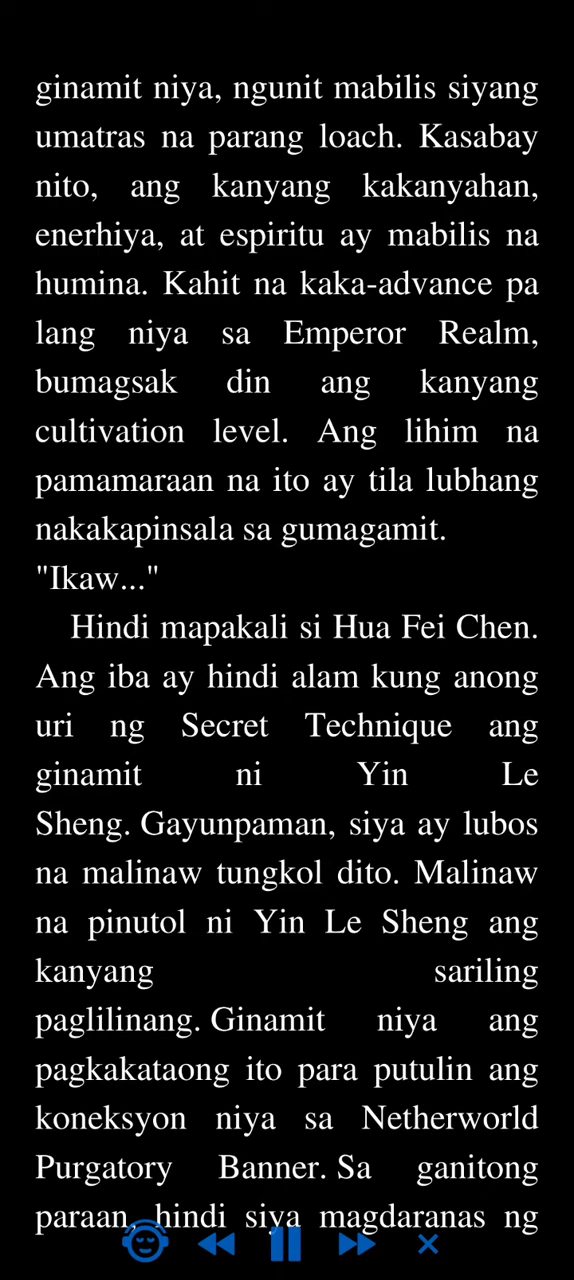 ginamit niya, ngunit mabilis siyang
umatras na parang loach. Kasabay
nito, ang kanyang kakanyahan,
enerhiya, at espiritu ay mabilis na
humina. Kahit na kaka-advance pa
lang niya sa Emperor Realm,
bumagsak din ang kanyang
cultivation level. Ang lihim na
pamamaraan na ito ay tila lubhang
nakakapinsala sa gumagamit.
"Ikaw..."
Hindi mapakali si Hua Fei Chen.
Ang iba ay hindi alam kung anong
uri ng Secret Technique ang
ginamit ni Yin Le
Sheng. Gayunpaman, siya ay lubos
na malinaw tungkol dito. Malinaw
na pinutol ni Yin Le Sheng ang
kanyang sariling
paglilinang. Ginamit niya ang
pagkakataong ito para putulin ang
koneksyon niya sa Netherworld
Purgatory Banner. Sa ganitong
paraan, hindi siya magdaranas ng